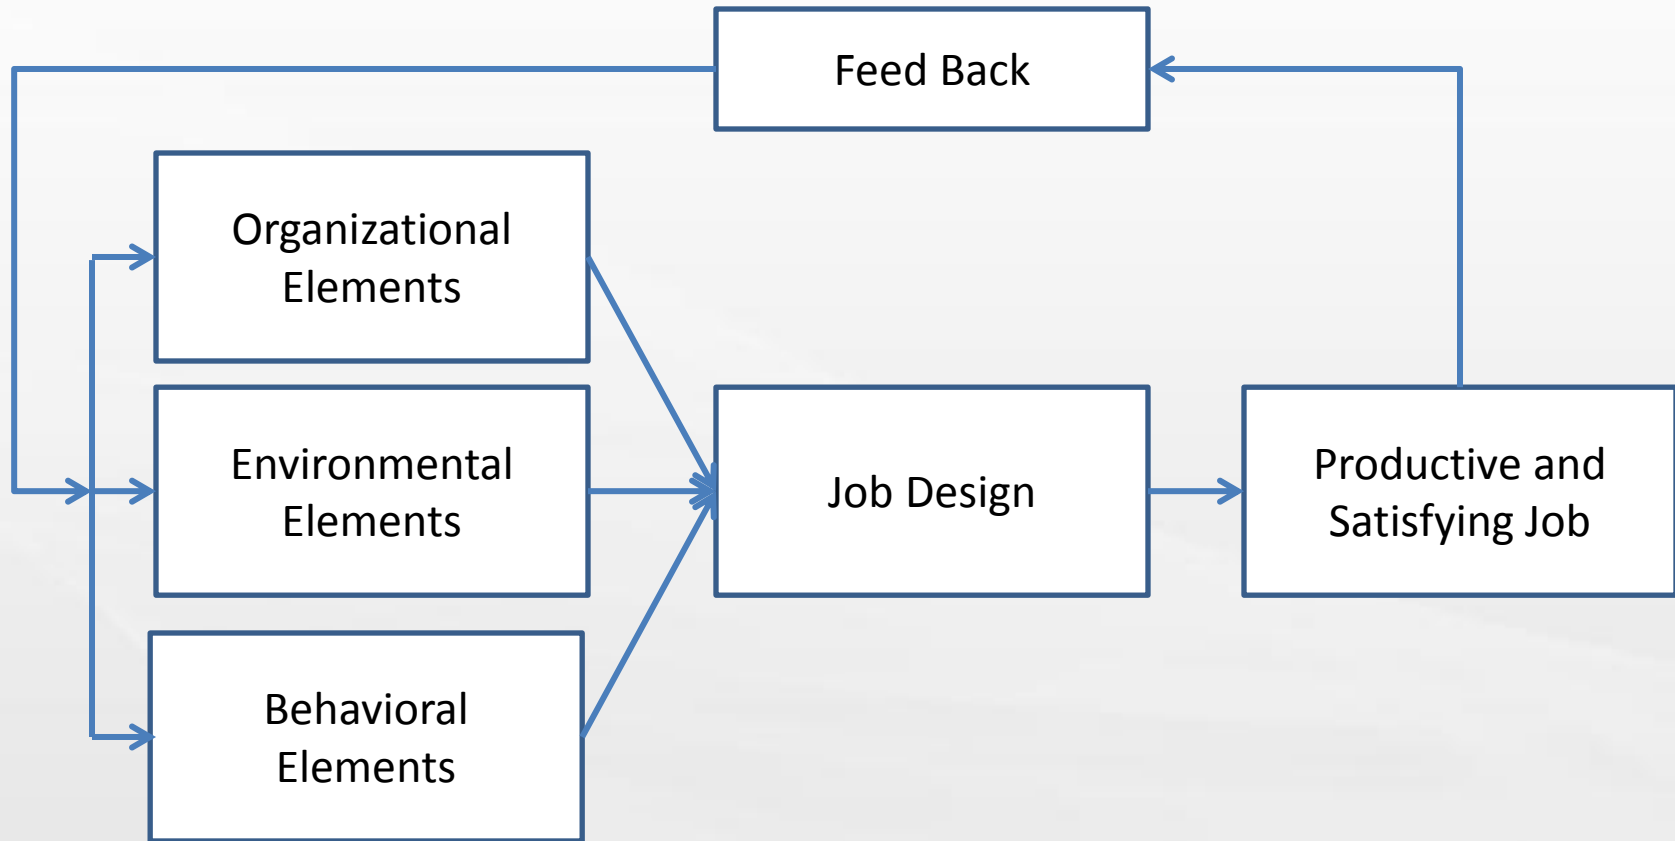 Feed Back
Organizational
Elements
Environmental
Elements
Job Design
Productive and
Satisfying Job
Behavioral
Elements